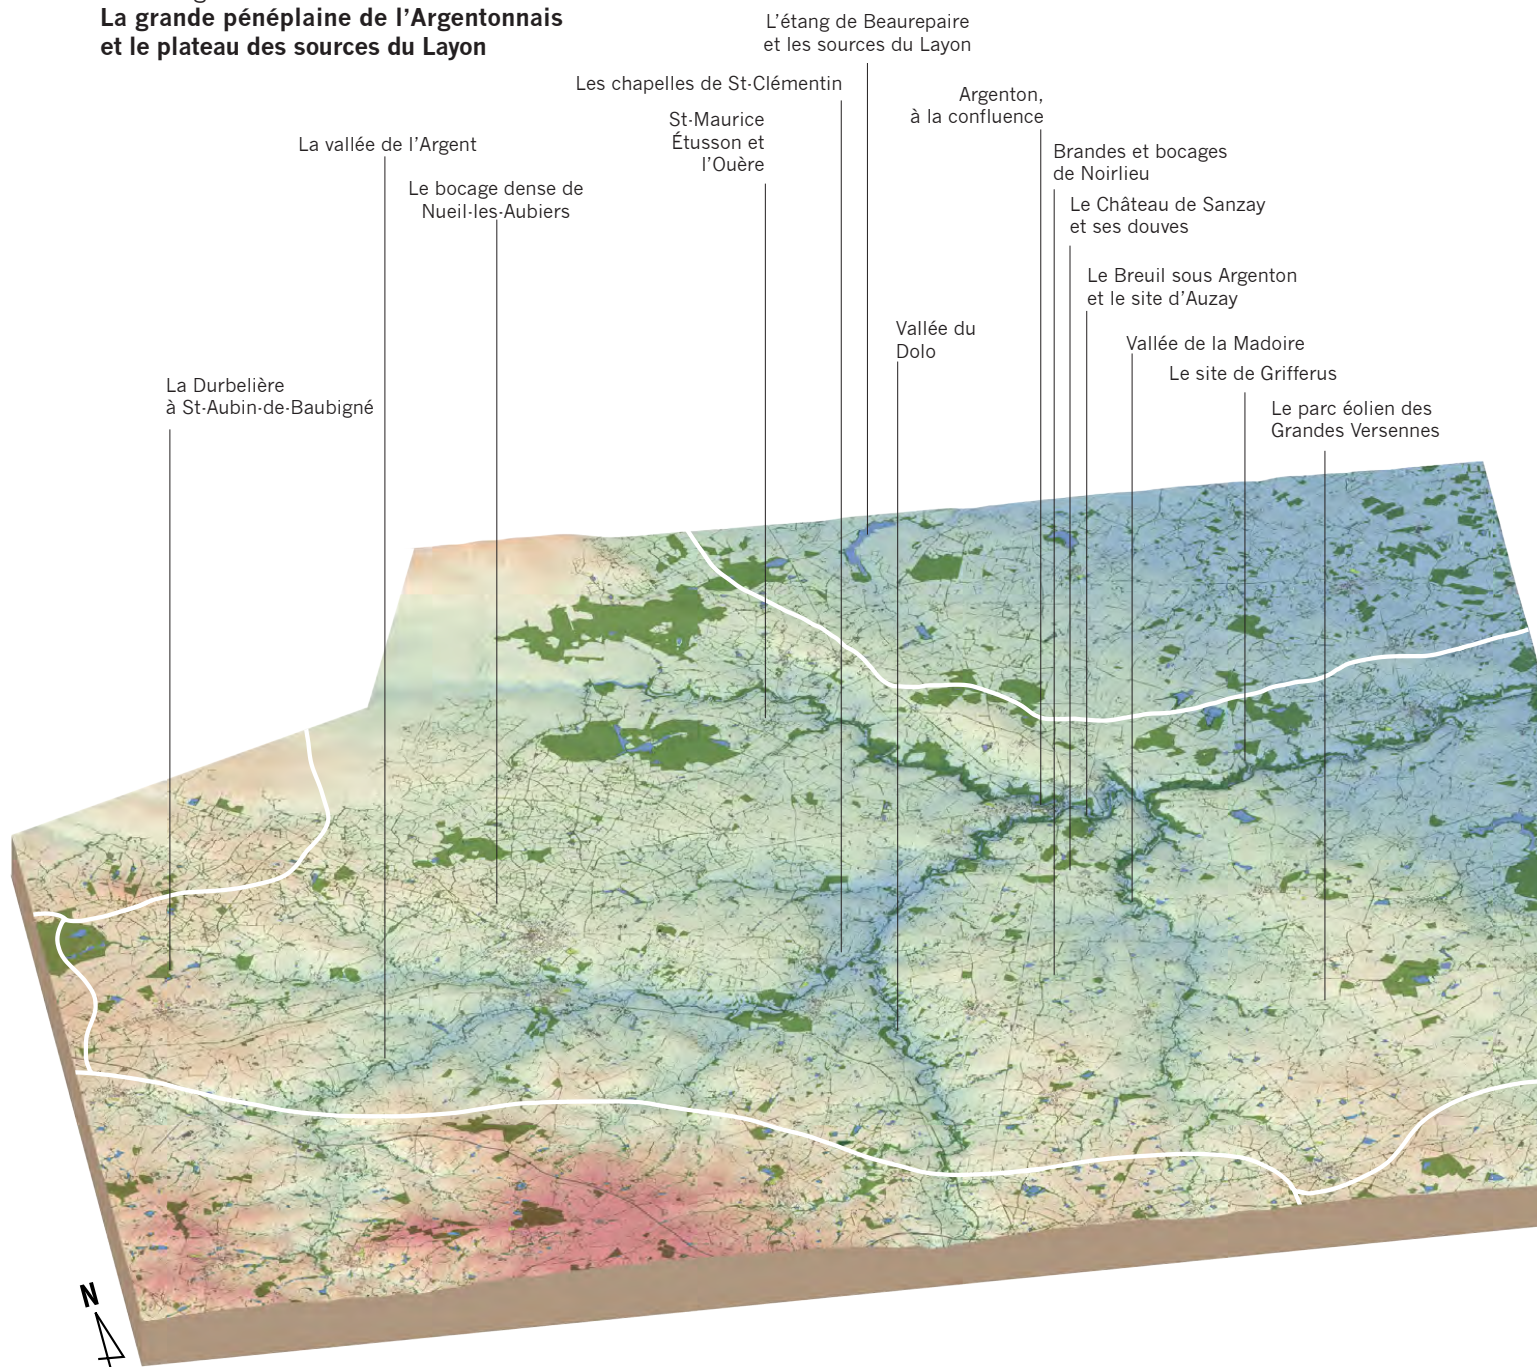 La grande pénéplaine de l'Argentonnais
et le plateau des sources du Layon
L'étang de Beaurepaire
et les sources du Layon
Les chapelles de St-Clémentin
Argenton,
à la confluence
St-Maurice
Étusson et
l'Ouère
La vallée de l'Argent
Brandes et bocages
de Noirlieu
Le bocage dense de
Nueil-les-Aubiers
Le Château de Sanzay
et ses douves
Le Breuil sous Argenton
et le site d'Auzay
Vallée du
Dolo
Vallée de la Madoire
Le site de Grifferus
La Durbelière
à St-Aubin-de-Baubigné
Le parc éolien des
Grandes Versennes
N